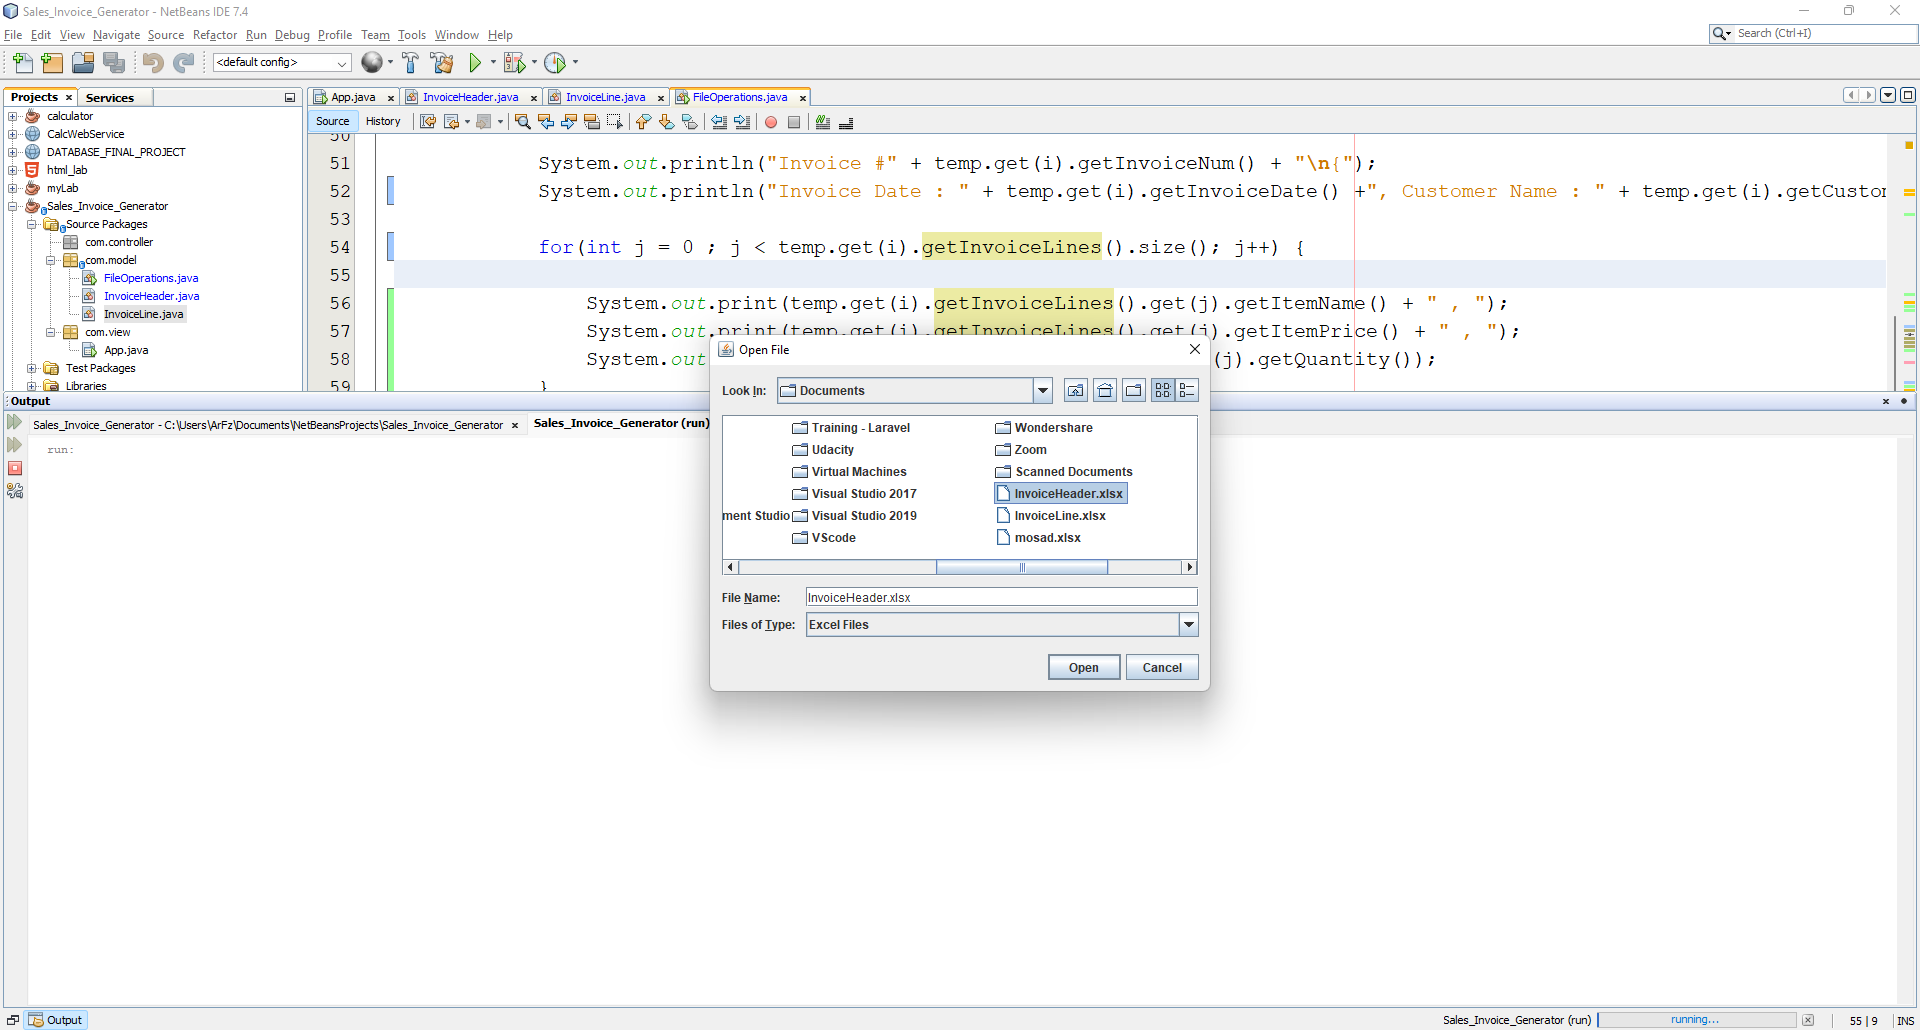 Sales_Invoice_Generator - NetBeans IDE 7.4
File Edit View Navigate Source Refactor Run Debug Profile Team Tools Window Help
Search (Ctrl+I)
<default config>
Projects
Services
calculator
CalcWebService
DATABASE_FINAL_PROJECT
html_lab
myLab
Sales_Invoice_Generator
Source Packages
com.controller
com.model
FileOperations.java
InvoiceHeader.java
InvoiceLine.java
com.view
App.java
Test Packages
Libraries
App.java
InvoiceHeader.java
InvoiceLine.java
FileOperations.java
Source
History
50
51 System.out.println("Invoice #" + temp.get(i).getInvoiceNum() + "\n{");
52 System.out.println("Invoice Date : " + temp.get(i).getInvoiceDate() +", Customer Name : " + temp.get(i).getCuston
53
54 for(int j = 0 ; j < temp.get(i).getInvoiceLines().size(); j++) {
55
56 System.out.print(temp.get(i).getInvoiceLines().get(j).getItemName() + " , ");
57 System.out.print(temp.get(i).getInvoiceLines().get(j).getItemPrice() + " , ");
58 System.out (j).getQuantity());
59 }
Output
Sales_Invoice_Generator - C:\Users\ArFz\Documents\NetBeansProjects\Sales_Invoice_Generator
Sales_Invoice_Generator (run)
run:
Open File
Look In:
Documents
Training - Laravel
Udacity
Virtual Machines
Visual Studio 2017
ment Studio
Visual Studio 2019
VScode
Wondershare
Zoom
Scanned Documents
InvoiceHeader.xlsx
InvoiceLine.xlsx
mosad.xlsx
File Name:
InvoiceHeader.xlsx
Files of Type:
Excel Files
Open
Cancel
Output
Sales_Invoice_Generator (run)
running...
55 | 9
INS